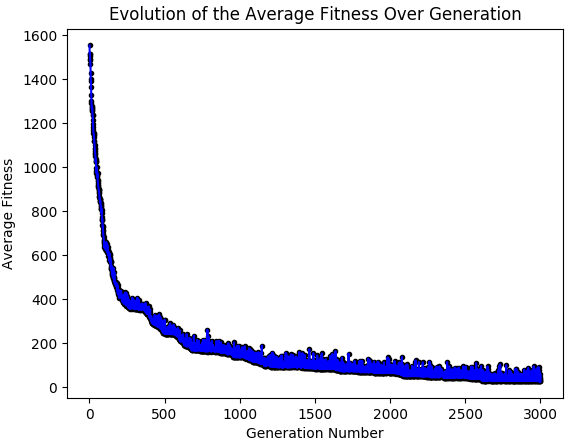 Evolution of the Average Fitness Over Generation
1600
1400
1200
1000
800
600
400
200
0
Average Fitness
0 500 1000 1500 2000 2500 3000
Generation Number